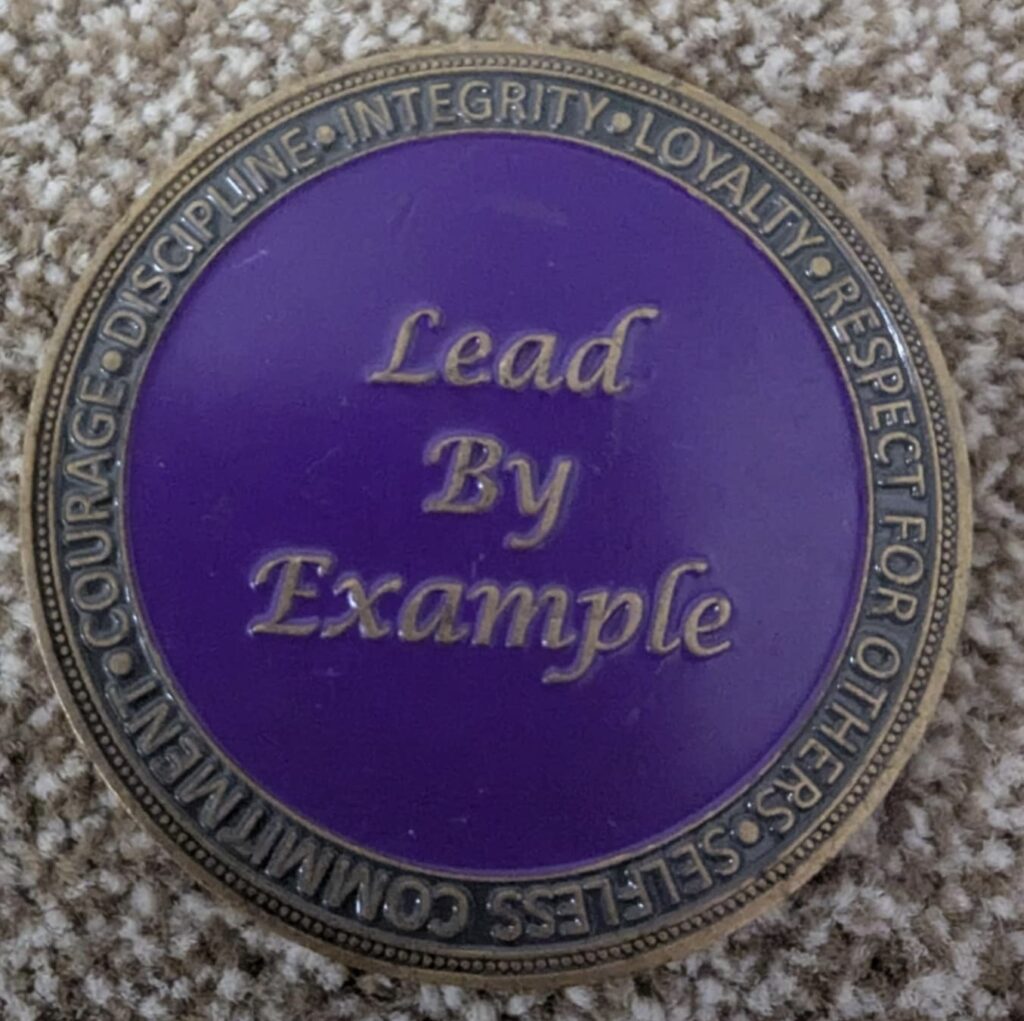 Lead
By
Example
COURAGE • DISCIPLINE • INTEGRITY • LOYALTY • RESPECT FOR OTHERS • SELFLESS COMMITMENT •